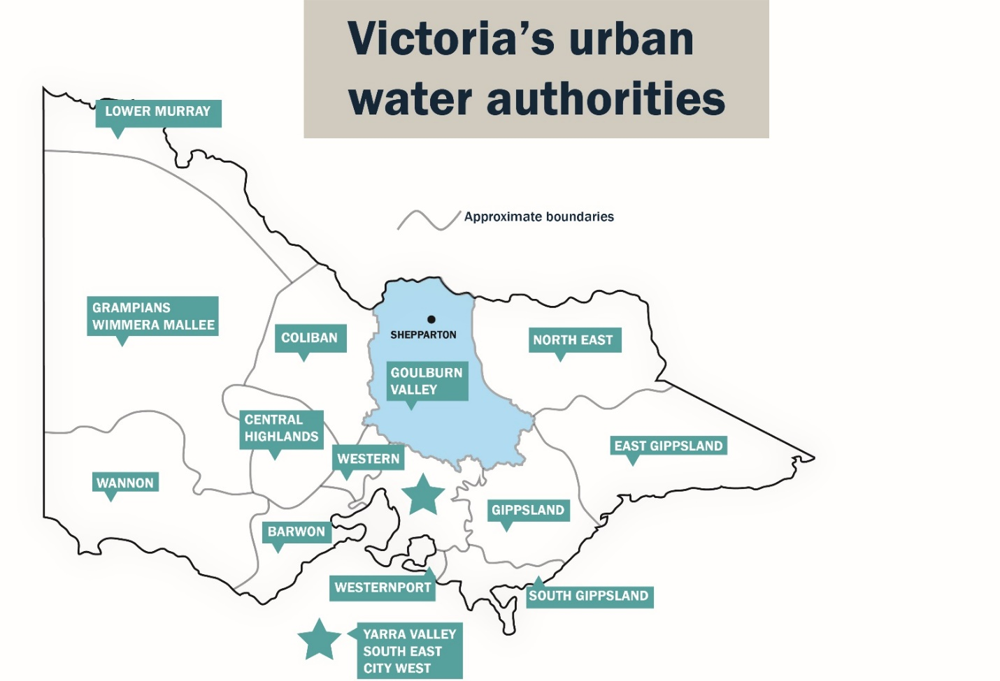 Victoria’s urban
water authorities
LOWER MURRAY
Approximate boundaries
GRAMPIANS
WIMMERA MALLEE
COLIBAN
SHEPPARTON
NORTH EAST
GOULBURN
VALLEY
CENTRAL
HIGHLANDS
EAST GIPPSLAND
WESTERN
WANNON
GIPPSLAND
BARWON
WESTERNPORT
SOUTH GIPPSLAND
YARRA VALLEY
SOUTH EAST
CITY WEST